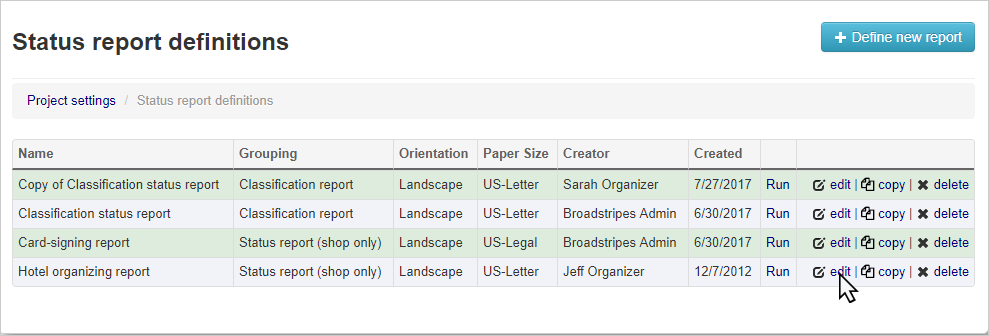 Status report definitions
Define new report
Project settings / Status report definitions
Name Grouping Orientation Paper Size Creator Created
Copy of Classification status report Classification report Landscape US-Letter Sarah Organizer 7/27/2017 Run edit | copy | delete
Classification status report Classification report Landscape US-Letter Broadstripes Admin 6/30/2017 Run edit | copy | delete
Card-signing report Status report (shop only) Landscape US-Legal Broadstripes Admin 6/30/2017 Run edit | copy | delete
Hotel organizing report Status report (shop only) Landscape US-Letter Jeff Organizer 12/7/2012 Run edit | copy | delete